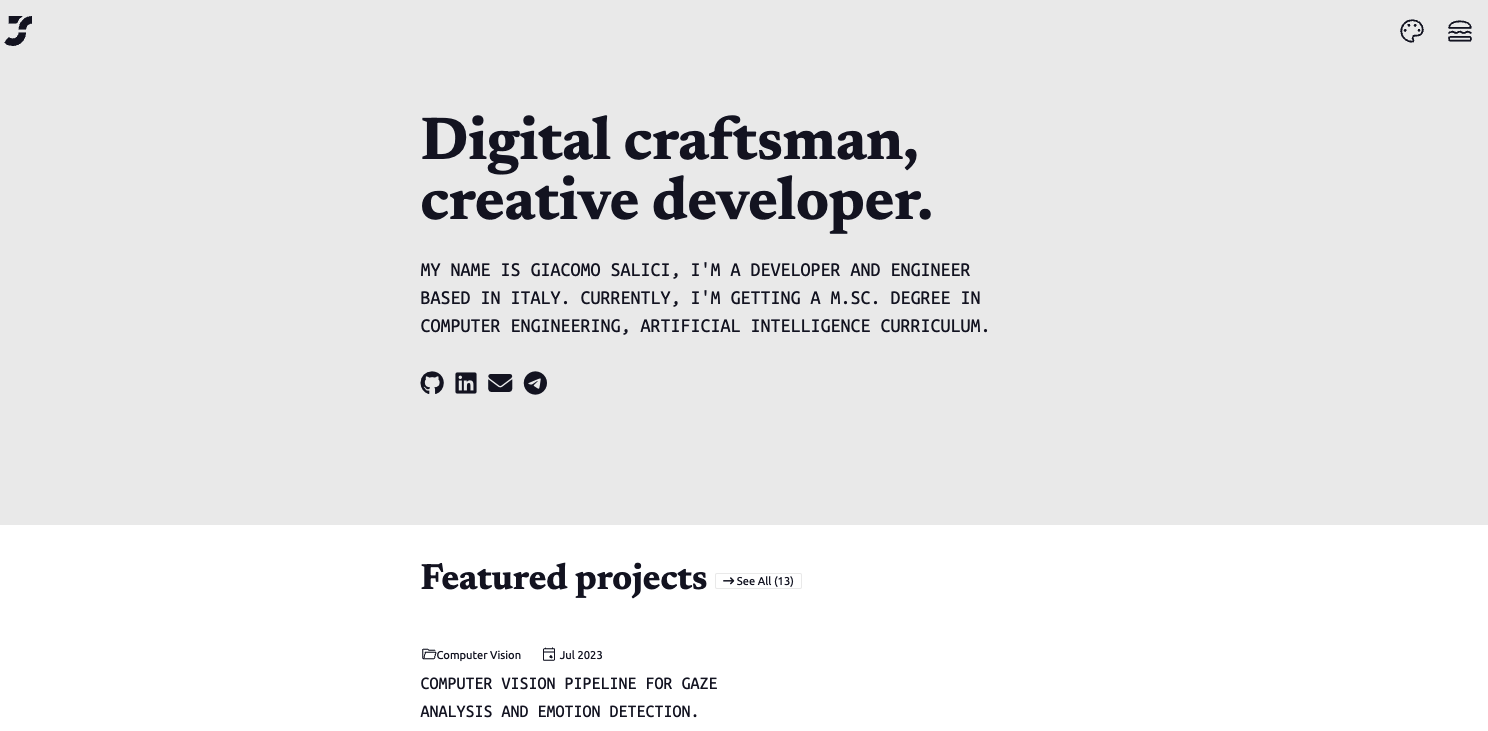 Digital craftsman,
creative developer.
MY NAME IS GIACOMO SALICI, I'M A DEVELOPER AND ENGINEER
BASED IN ITALY. CURRENTLY, I'M GETTING A M.SC. DEGREE IN
COMPUTER ENGINEERING, ARTIFICIAL INTELLIGENCE CURRICULUM.
Featured projects →See All (13)
Computer Vision Jul 2023
COMPUTER VISION PIPELINE FOR GAZE
ANALYSIS AND EMOTION DETECTION.